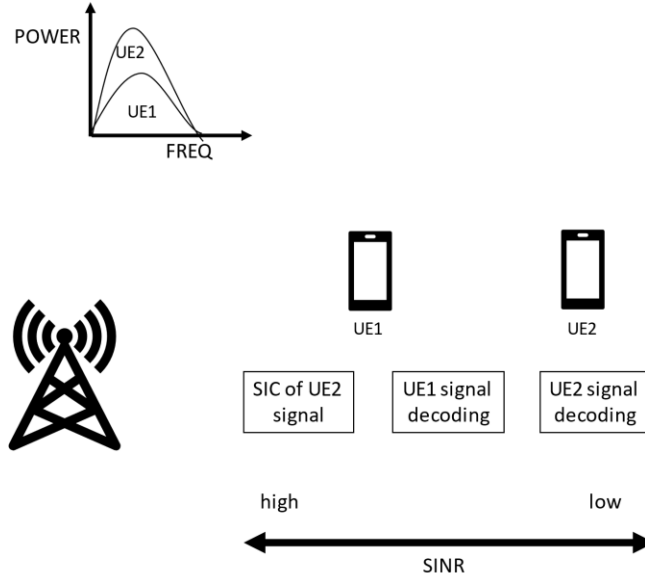 POWER
UE2
UE1
FREQ
UE1
UE2
SIC of UE2
signal
UE1 signal
decoding
UE2 signal
decoding
high
low
SINR